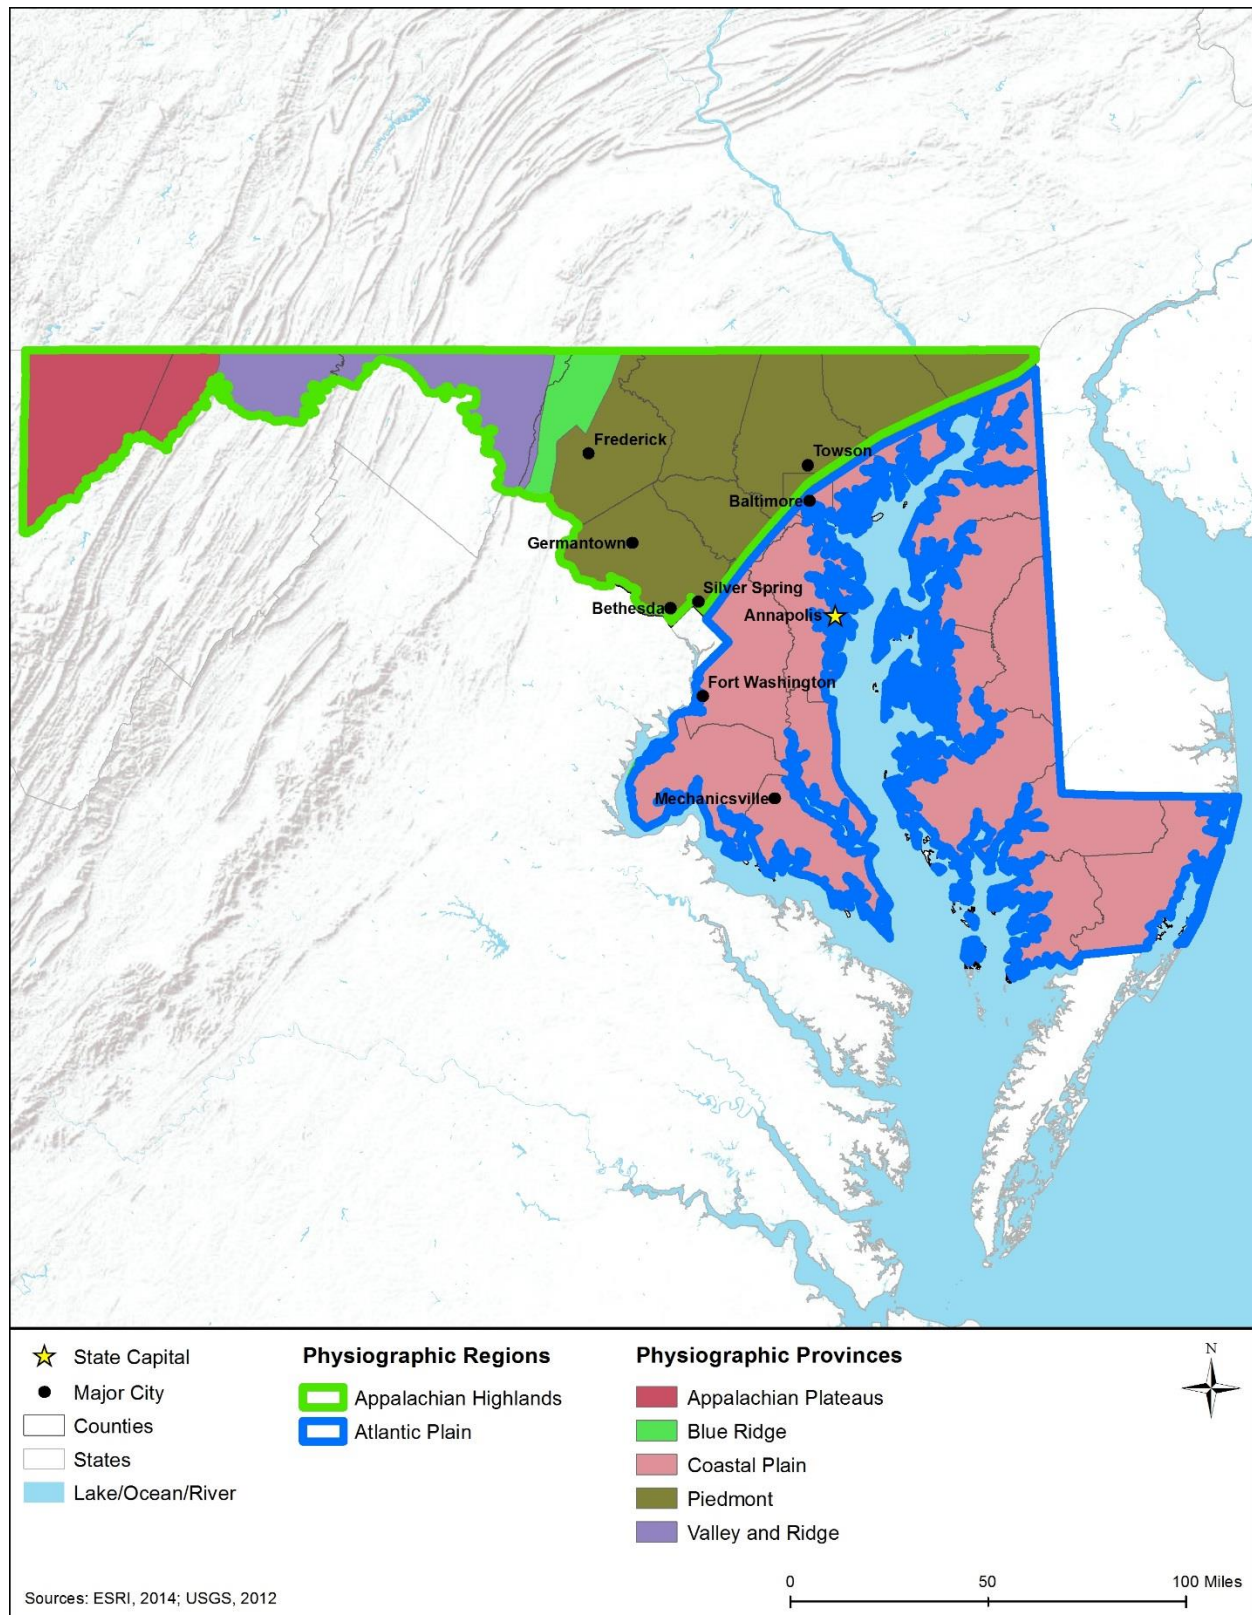 Frederick
Towson
Baltimore
Germantown
Silver Spring
Bethesda
Annapolis
Fort Washington
Mechanicsville
State Capital
Major City
Counties
States
Lake/Ocean/River
Physiographic Regions
Appalachian Highlands
Atlantic Plain
Physiographic Provinces
Appalachian Plateaus
Blue Ridge
Coastal Plain
Piedmont
Valley and Ridge
N
Sources: ESRI, 2014; USGS, 2012
0 50 100 Miles